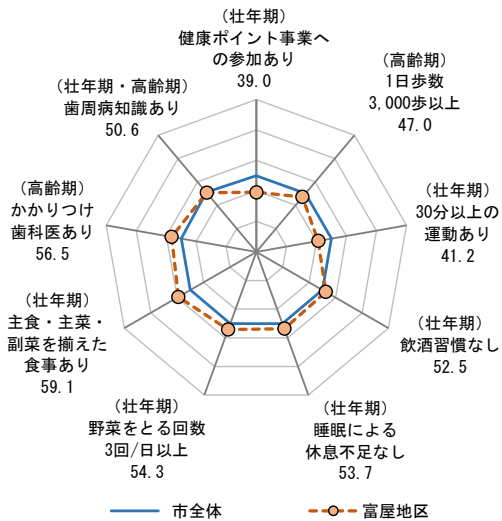 （壮年期）
健康ポイント事業へ
の参加あり
39.0
（高齢期）
1日歩数
3,000歩以上
47.0
（壮年期）
30分以上の
運動あり
41.2
（壮年期）
飲酒習慣なし
52.5
（壮年期）
睡眠による
休息不足なし
53.7
（壮年期）
野菜をとる回数
3回/日以上
54.3
（壮年期）
主食・主菜・
副菜を揃えた
食事あり
59.1
（高齢期）
かかりつけ
歯科医あり
56.5
（壮年期・高齢期）
歯周病知識あり
50.6
市全体
富屋地区